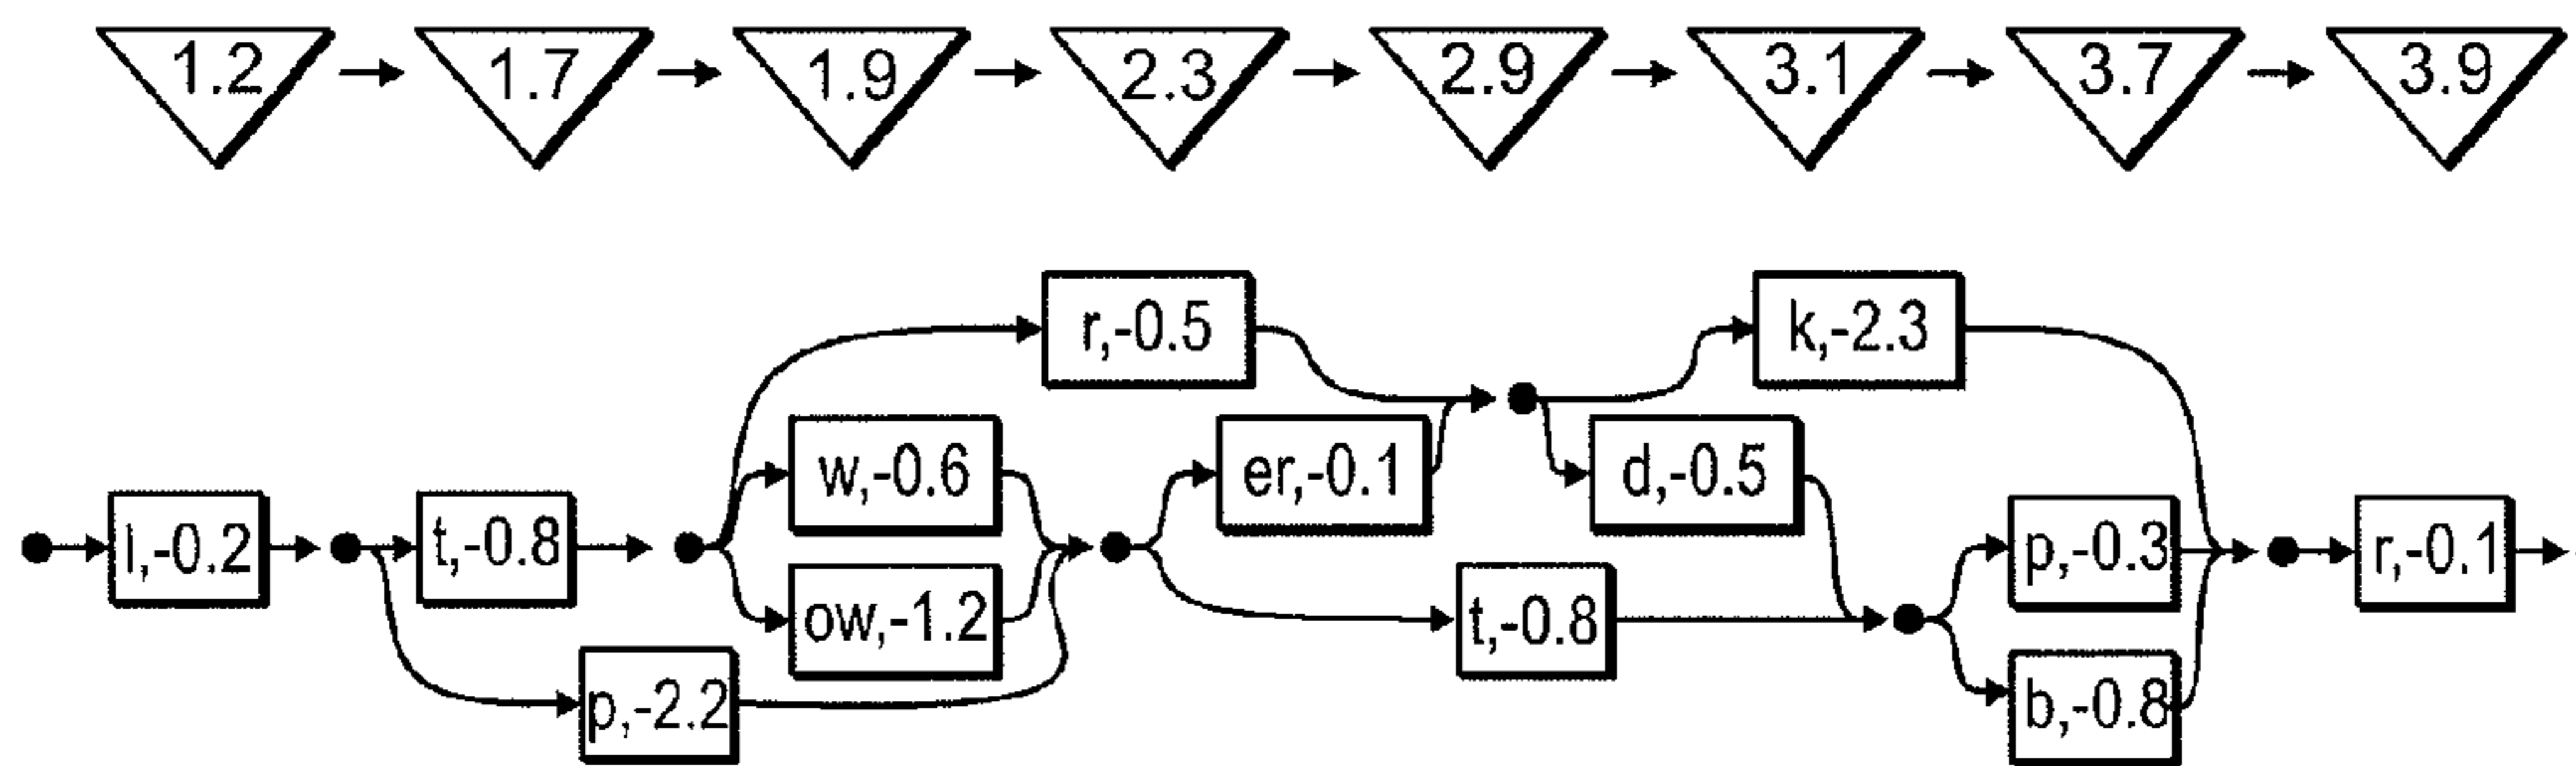 1.2 1.7 1.9 2.3 2.9 3.1 3.7 3.9
r,-0.5 k,-2.3
w,-0.6 er,-0.1 d,-0.5
l,-0.2 t,-0.8 p,-0.3 r,-0.1
ow,-1.2 t,-0.8
p,-2.2 b,-0.8